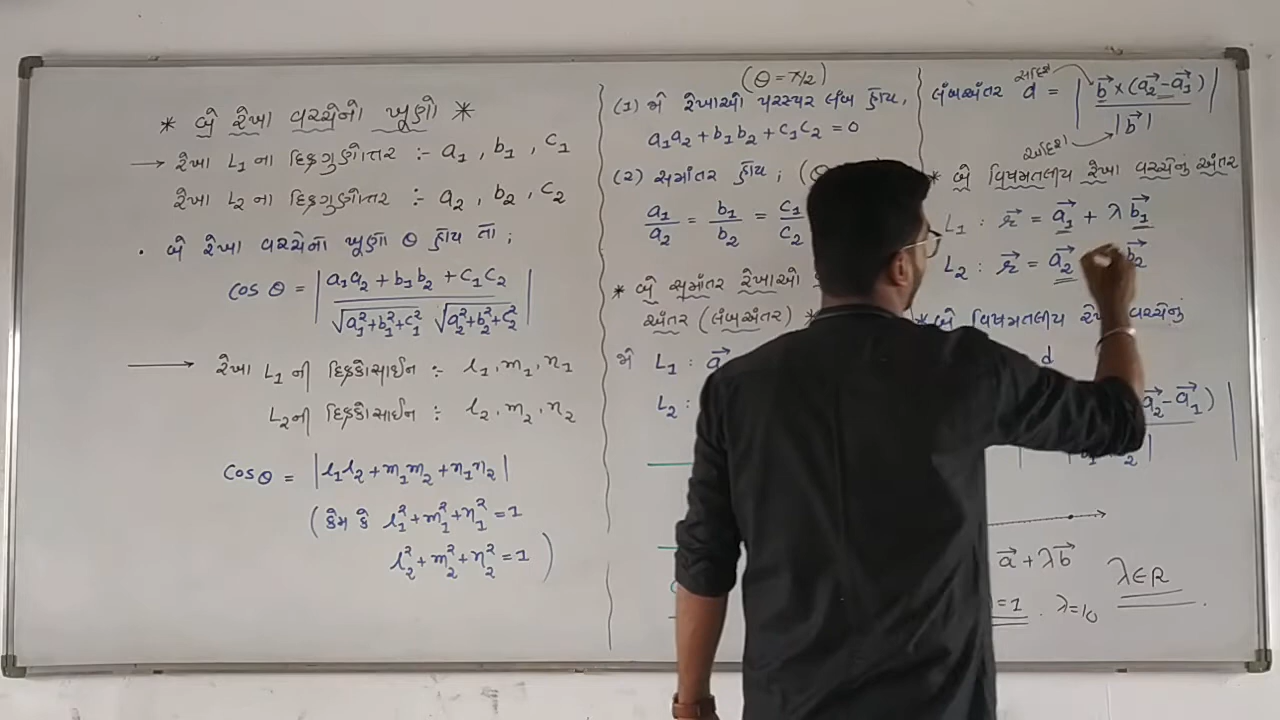 * બે રેખા વચ્ચેનો ખૂણો *
→ રેખા L₁ ના દિક્ગુણોત્તર :- a₁ , b₁ , c₁
રેખા L₂ ના દિક્ગુણોત્તર :- a₂ , b₂ , c₂
· બે રેખા વચ્ચેનો ખૂણો θ હોય તો ;
cos θ = | a₁a₂ + b₁b₂ + c₁c₂ / √a₁²+b₁²+c₁² √a₂²+b₂²+c₂² |
→ રેખા L₁ ની દિક્કોસાઈન :- l₁, m₁, n₁
L₂ ની દિક્કોસાઈન :- l₂, m₂, n₂
cos θ = | l₁l₂ + m₁m₂ + n₁n₂ |
( કેમ કે l₁² + m₁² + n₁² = 1
l₂² + m₂² + n₂² = 1 )
(θ = π/2)
(1) જો રેખાઓ પરસ્પર લંબ હોય,
a₁a₂ + b₁b₂ + c₁c₂ = 0
(2) સમાંતર હોય ; (
a₁/a₂ = b₁/b₂ = c₁/c₂
* બે સમાંતર રેખાઓ
અંતર (લંબઅંતર) *
જો L₁ : a⃗
L₂ :
સદિશ
લંબઅંતર d = | b⃗ × (a⃗₂ - a⃗₁) / |b⃗| |
* બે વિષમતલીય રેખા વચ્ચેનું અંતર
L₁ : r⃗ = a⃗₁ + λ b⃗₁
L₂ : r⃗ = a⃗₂ b⃗₂
* બે વિષમતલીય રેખા વચ્ચેનું
d
a⃗₂ - a⃗₁ )
a⃗ + λb⃗
λ∈R
= 1 . λ = 10